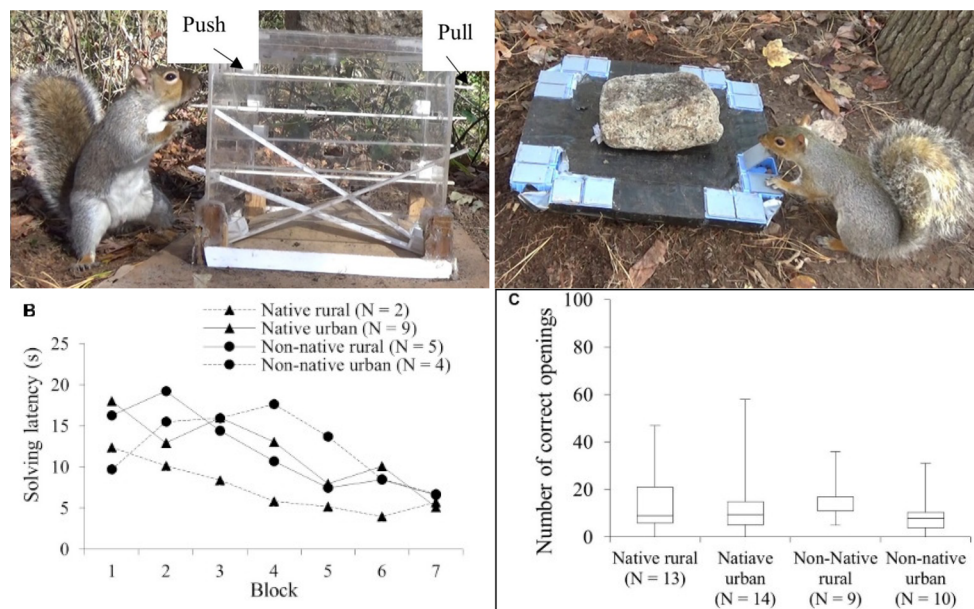 Push
Pull
B
Native rural (N = 2)
Native urban (N = 9)
Non-native rural (N = 5)
Non-native urban (N = 4)
Solving latency (s)
25
20
15
10
5
0
1 2 3 4 5 6 7
Block
C
Number of correct openings
100
80
60
40
20
0
Native rural
(N = 13)
Natiave
urban
(N = 14)
Non-Native
rural
(N = 9)
Non-native
urban
(N = 10)